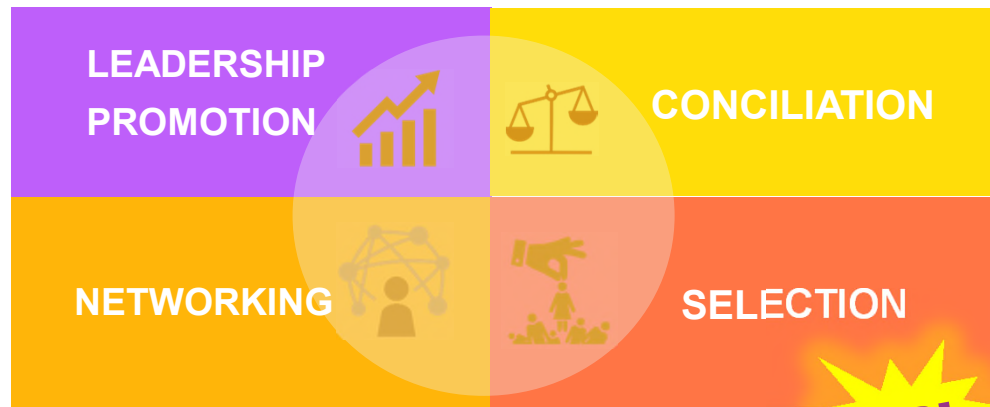 LEADERSHIP
PROMOTION
CONCILIATION
NETWORKING
SELECTION